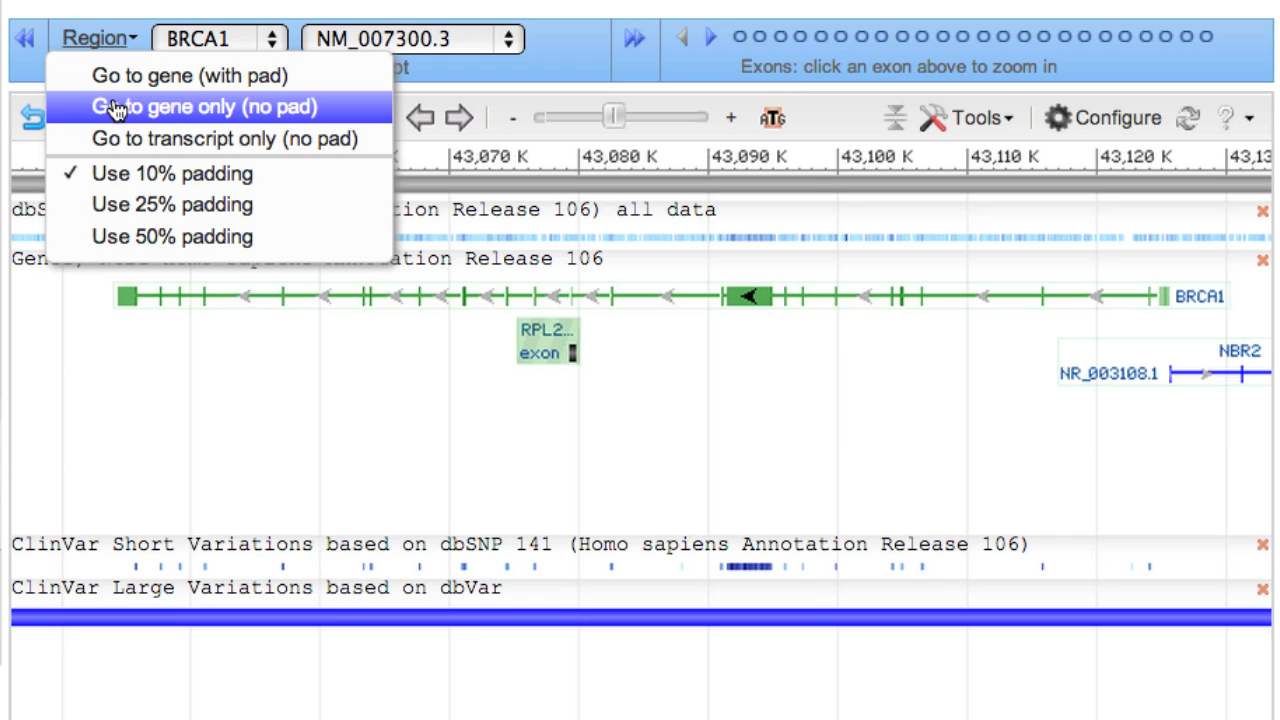 Region BRCA1 NM_007300.3
Exons: click an exon above to zoom in
Go to gene (with pad)
Go to gene only (no pad)
Go to transcript only (no pad)
✓ Use 10% padding
Use 25% padding
Use 50% padding
- + ATG Tools Configure ?
43,070 K 43,080 K 43,090 K 43,100 K 43,110 K 43,120 K 43,13
Release 106) all data
Release 106
BRCA1
RPL2...
exon
NBR2
NR_003108.1
ClinVar Short Variations based on dbSNP 141 (Homo sapiens Annotation Release 106)
ClinVar Large Variations based on dbVar